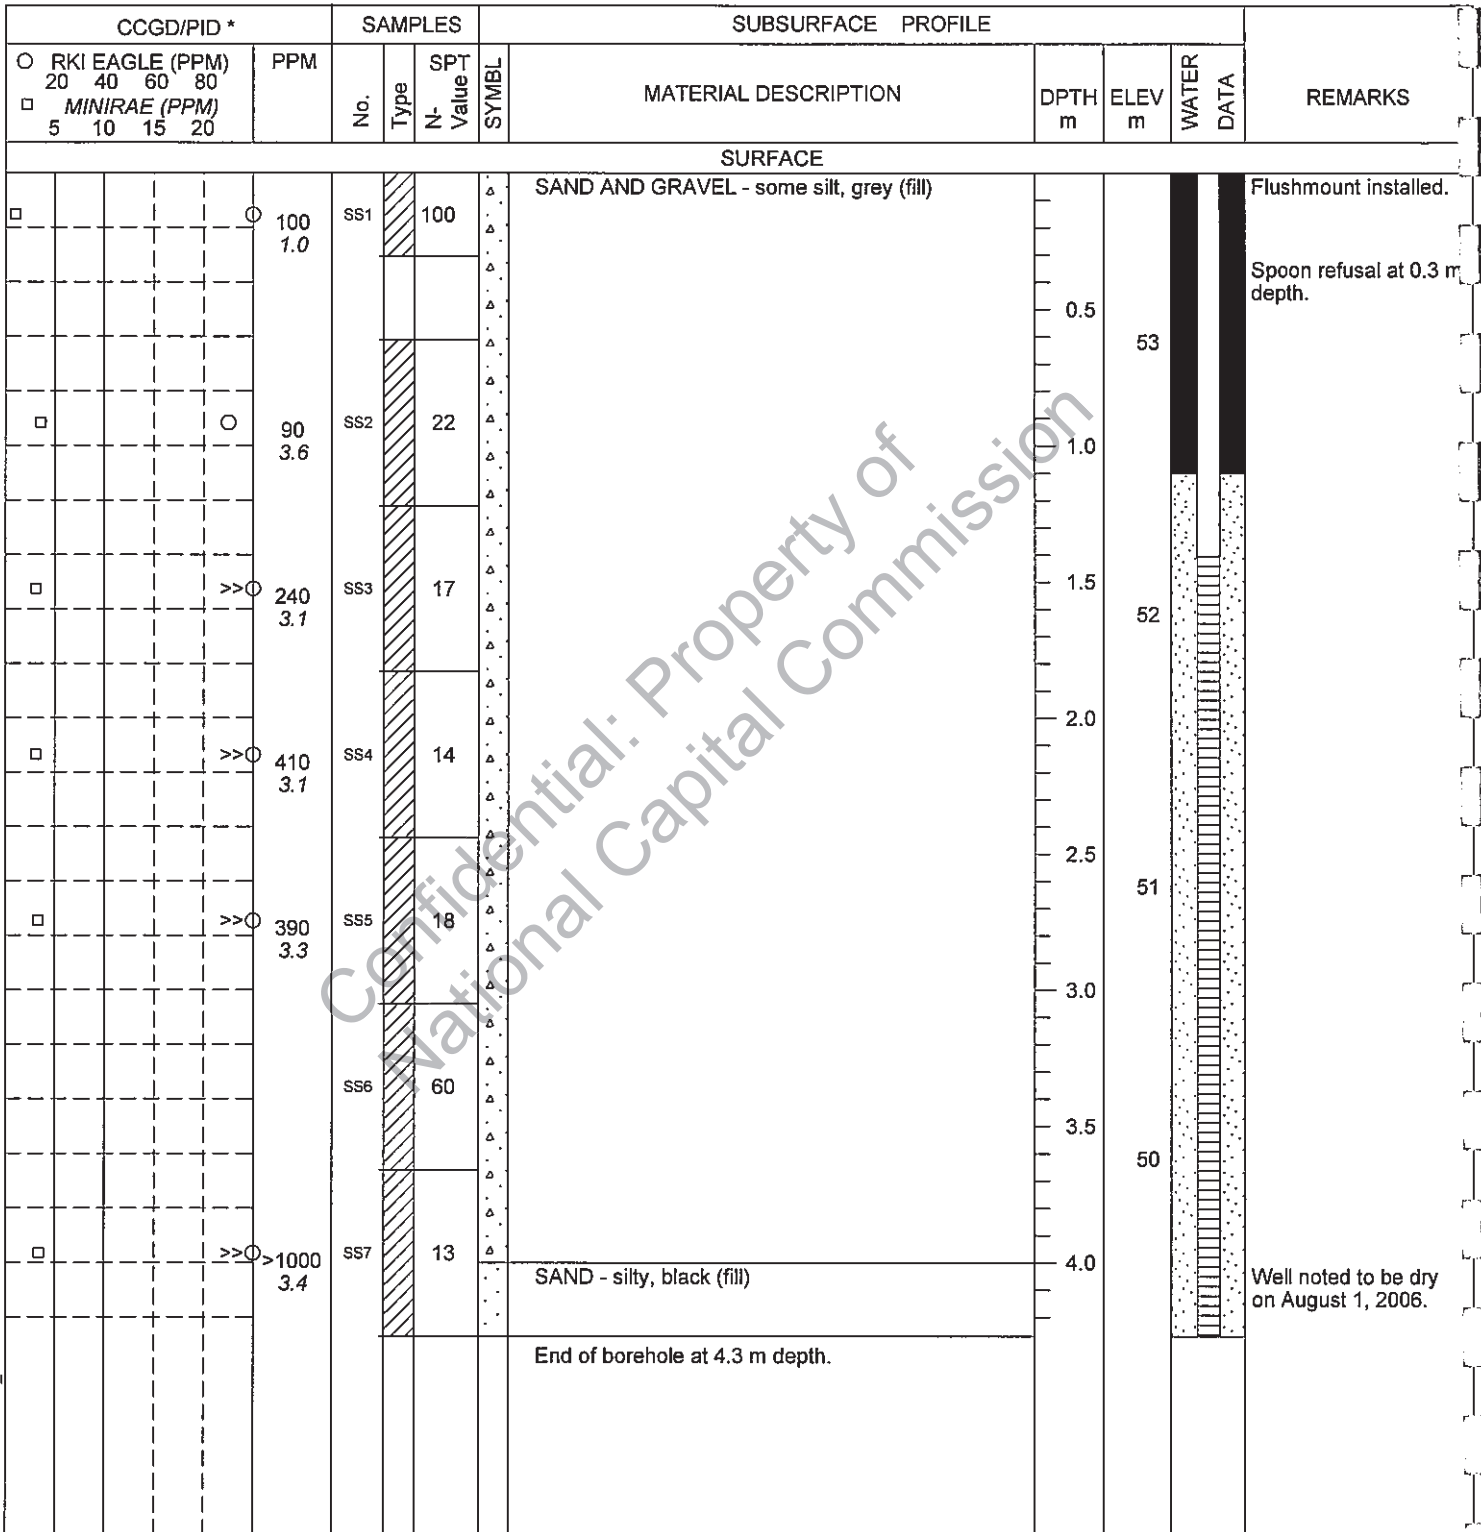 CCGD/PID *
SAMPLES
SUBSURFACE PROFILE
○ RKI EAGLE (PPM)
20 40 60 80
□ MINIRAE (PPM)
5 10 15 20
PPM
No.
Type
SPT
N-
Value
SYMBL
MATERIAL DESCRIPTION
DPTH
m
ELEV
m
WATER
DATA
REMARKS
SURFACE
SAND AND GRAVEL - some silt, grey (fill)
Flushmount installed.
100
1.0
SS1
100
Spoon refusal at 0.3 m
depth.
0.5
53
90
3.6
SS2
22
1.0
>>
240
3.1
SS3
17
1.5
52
2.0
>>
410
3.1
SS4
14
2.5
51
>>
390
3.3
SS5
18
3.0
SS6
60
3.5
50
>>
>1000
3.4
SS7
13
4.0
SAND - silty, black (fill)
Well noted to be dry
on August 1, 2006.
End of borehole at 4.3 m depth.
Confidential: Property of
National Capital Commission